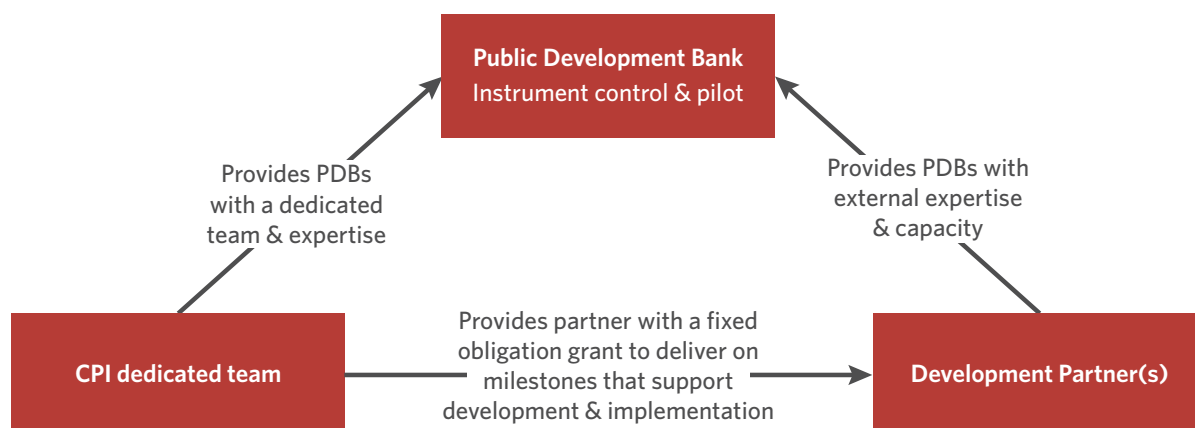 Public Development Bank
Instrument control & pilot
Provides PDBs
with a dedicated
team & expertise
Provides PDBs with
external expertise
& capacity
CPI dedicated team
Provides partner with a fixed
obligation grant to deliver on
milestones that support
development & implementation
Development Partner(s)